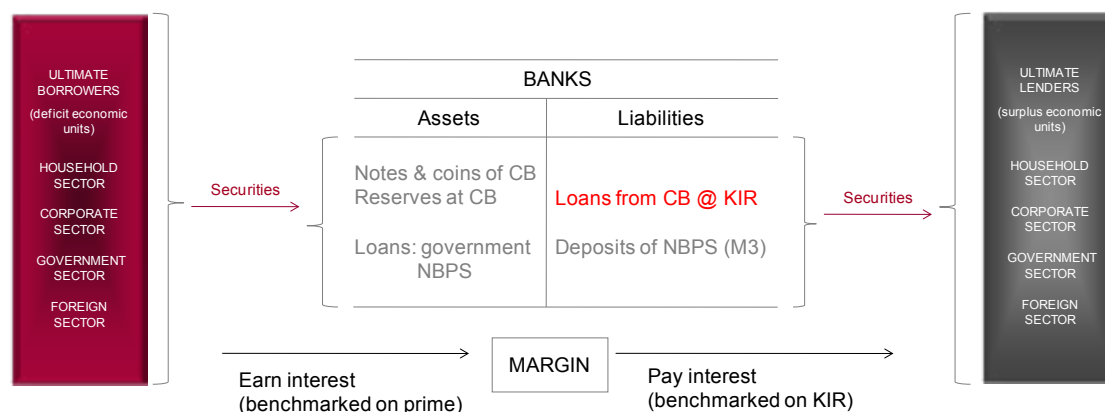 ULTIMATE
BORROWERS
(deficit economic
units)
HOUSEHOLD
SECTOR
CORPORATE
SECTOR
GOVERNMENT
SECTOR
FOREIGN
SECTOR
Securities
BANKS
Assets
Liabilities
Notes & coins of CB
Reserves at CB
Loans: government
NBPS
Loans from CB @ KIR
Deposits of NBPS (M3)
Securities
ULTIMATE
LENDERS
(surplus economic
units)
HOUSEHOLD
SECTOR
CORPORATE
SECTOR
GOVERNMENT
SECTOR
FOREIGN
SECTOR
Earn interest
(benchmarked on prime)
MARGIN
Pay interest
(benchmarked on KIR)